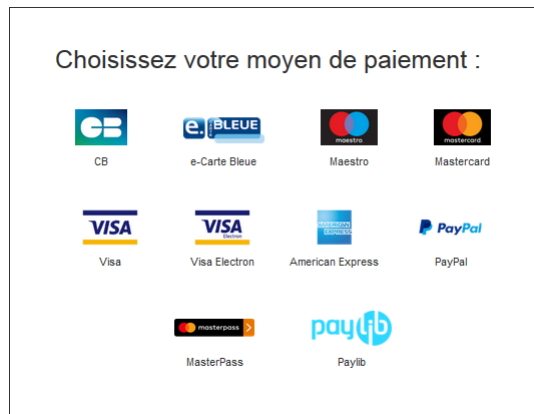 Choisissez votre moyen de paiement :
CB e. BLEUE maestro mastercard
CB e-Carte Bleue Maestro Mastercard
VISA VISA Electron AMERICAN EXPRESS PayPal
Visa Visa Electron American Express PayPal
masterpass paylib
MasterPass Paylib